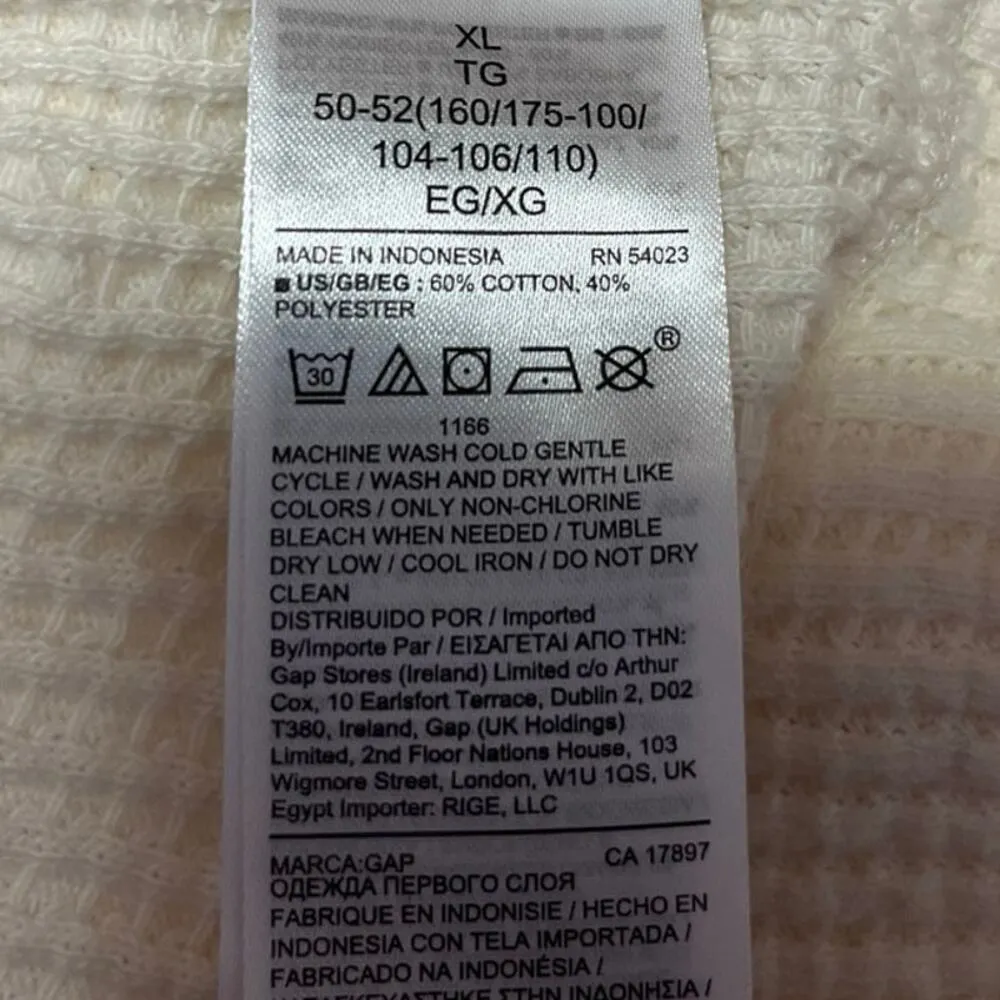 XL
TG
50-52(160/175-100/
104-106/110)
EG/XG
MADE IN INDONESIA RN 54023
US/GB/EG : 60% COTTON, 40%
POLYESTER
30
®
1166
MACHINE WASH COLD GENTLE
CYCLE / WASH AND DRY WITH LIKE
COLORS / ONLY NON-CHLORINE
BLEACH WHEN NEEDED / TUMBLE
DRY LOW / COOL IRON / DO NOT DRY
CLEAN
DISTRIBUIDO POR / Imported
By/Importe Par / ΕΙΣΑΓΕΤΑΙ ΑΠΟ ΤΗΝ:
Gap Stores (Ireland) Limited c/o Arthur
Cox, 10 Earlsfort Terrace, Dublin 2, D02
T380, Ireland, Gap (UK Holdings)
Limited, 2nd Floor Nations House, 103
Wigmore Street, London, W1U 1QS, UK
Egypt Importer: RIGE, LLC
MARCA:GAP CA 17897
ОДЕЖДА ПЕРВОГО СЛОЯ
FABRIQUE EN INDONISIE / HECHO EN
INDONESIA CON TELA IMPORTADA /
FABRICADO NA INDONÉSIA /
ΚΑΤΑΣΚΕΥΑΣΤΗΚΕ ΣΤΗΝ ΙΝΔΟΝΗΣΙΑ /